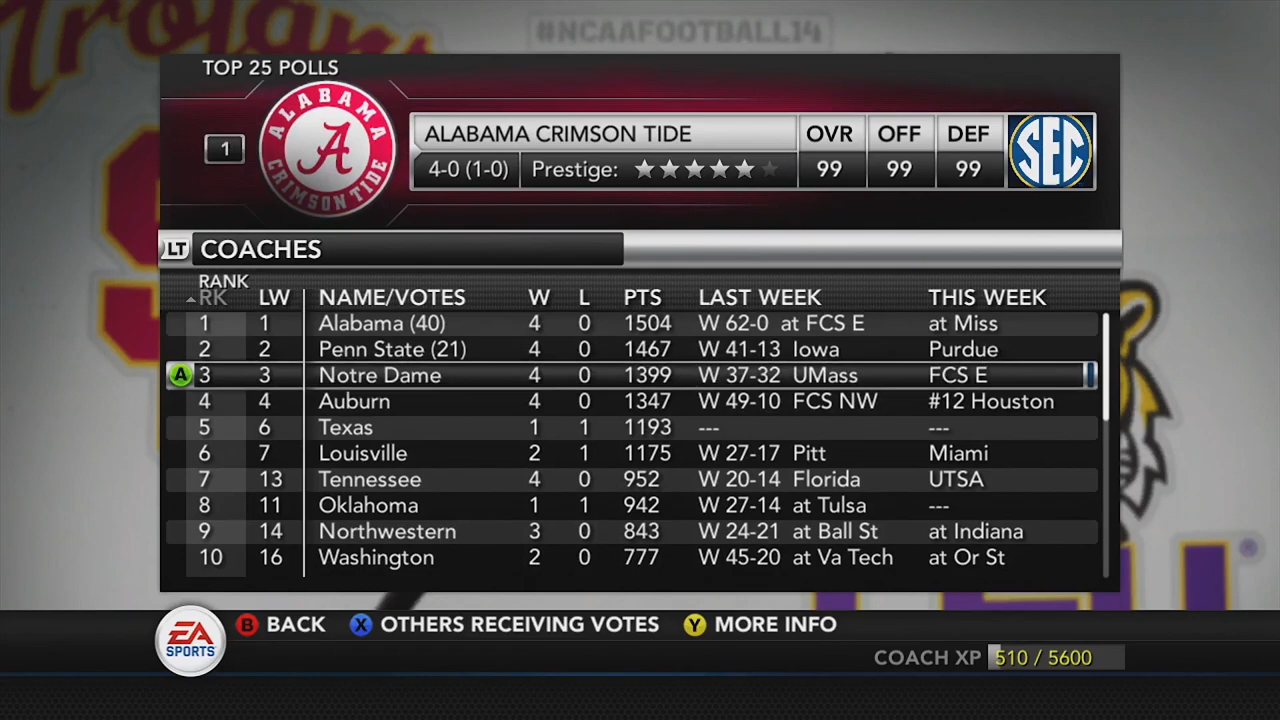 Trojans
#NCAAFOOTBALL14
TOP 25 POLLS
1
ALABAMA
A
CRIMSON TIDE
ALABAMA CRIMSON TIDE OVR OFF DEF
4-0 (1-0) Prestige: 99 99 99
SEC
LT COACHES
RANK
RK LW NAME/VOTES W L PTS LAST WEEK THIS WEEK
1 1 Alabama (40) 4 0 1504 W 62-0 at FCS E at Miss
2 2 Penn State (21) 4 0 1467 W 41-13 Iowa Purdue
A 3 3 Notre Dame 4 0 1399 W 37-32 UMass FCS E
4 4 Auburn 4 0 1347 W 49-10 FCS NW #12 Houston
5 6 Texas 1 1 1193 --- ---
6 7 Louisville 2 1 1175 W 27-17 Pitt Miami
7 13 Tennessee 4 0 952 W 20-14 Florida UTSA
8 11 Oklahoma 1 1 942 W 27-14 at Tulsa ---
9 14 Northwestern 3 0 843 W 24-21 at Ball St at Indiana
10 16 Washington 2 0 777 W 45-20 at Va Tech at Or St
EA
SPORTS
B BACK X OTHERS RECEIVING VOTES Y MORE INFO
COACH XP 510 / 5600